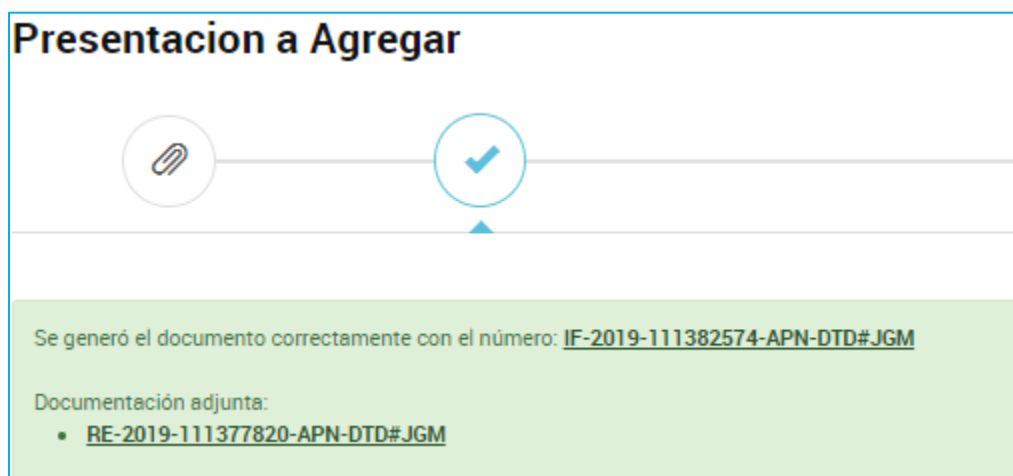 Presentacion a Agregar
Se generó el documento correctamente con el número: IF-2019-111382574-APN-DTD#JGM
Documentación adjunta:
• RE-2019-111377820-APN-DTD#JGM